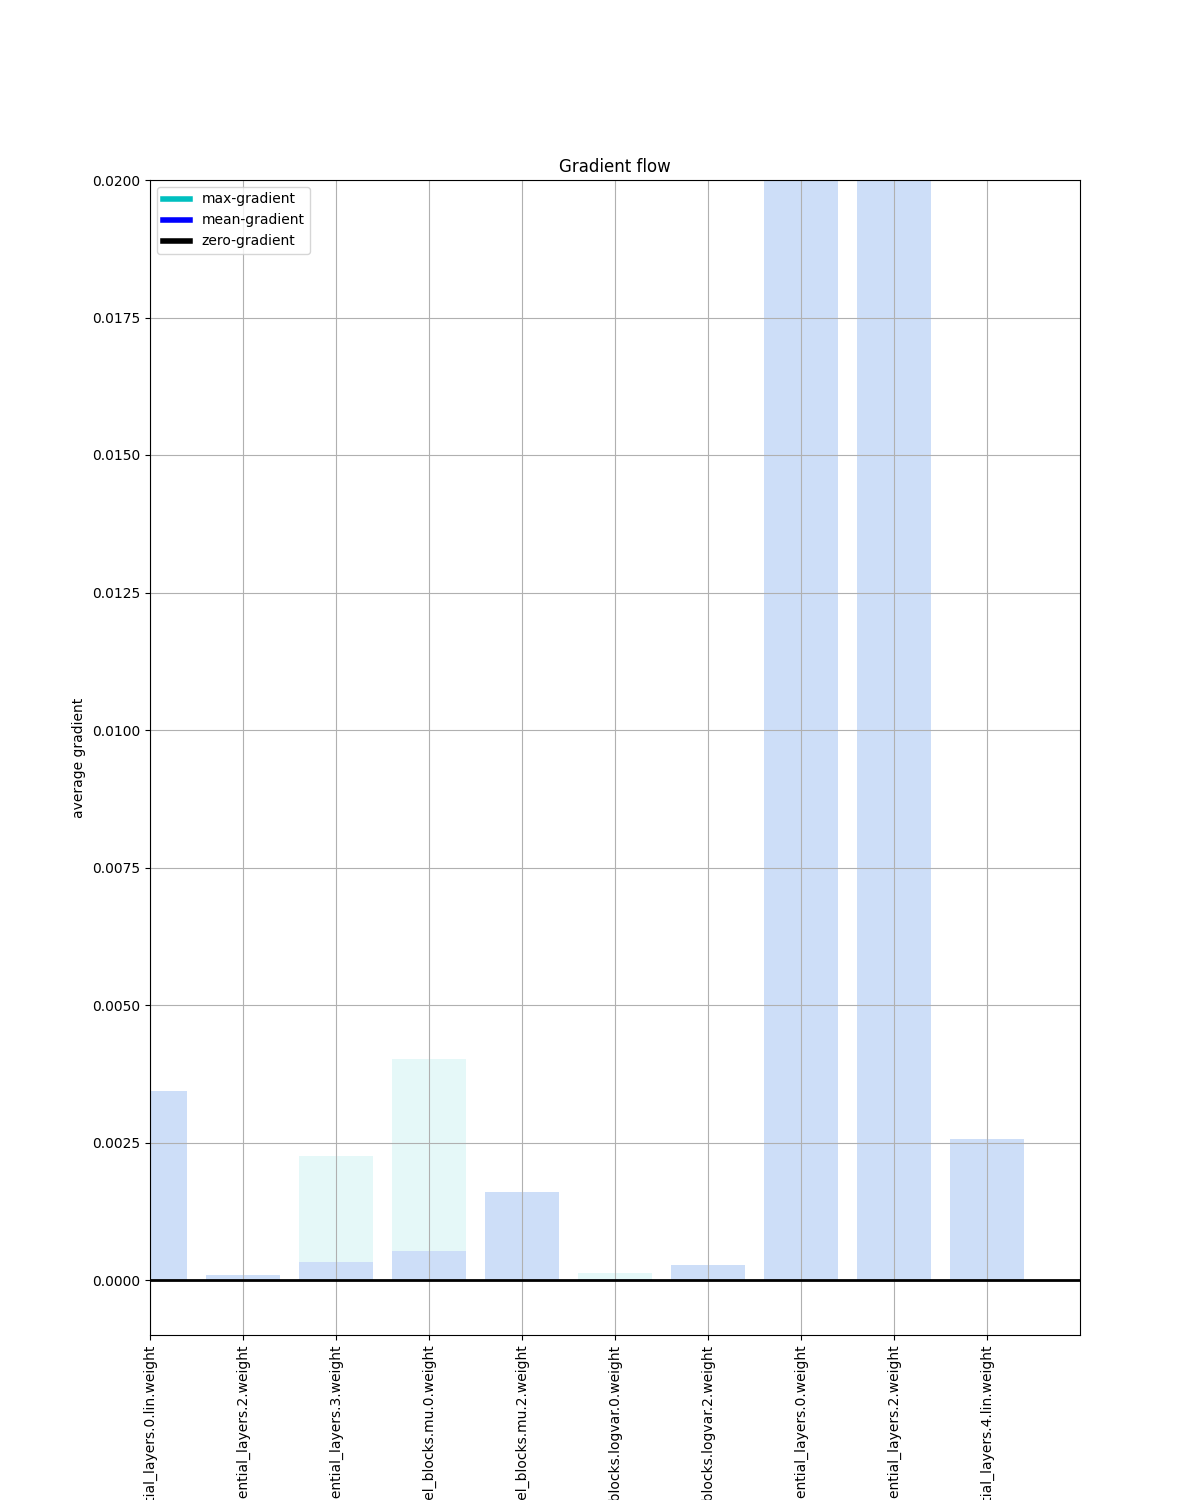 Gradient flow
max-gradient
mean-gradient
zero-gradient
0.0200
0.0175
0.0150
0.0125
0.0100
0.0075
0.0050
0.0025
0.0000
average gradient
tial_layers.0.lin.weight
ential_layers.2.weight
ential_layers.3.weight
el_blocks.mu.0.weight
el_blocks.mu.2.weight
blocks.logvar.0.weight
blocks.logvar.2.weight
ential_layers.0.weight
ential_layers.2.weight
tial_layers.4.lin.weight